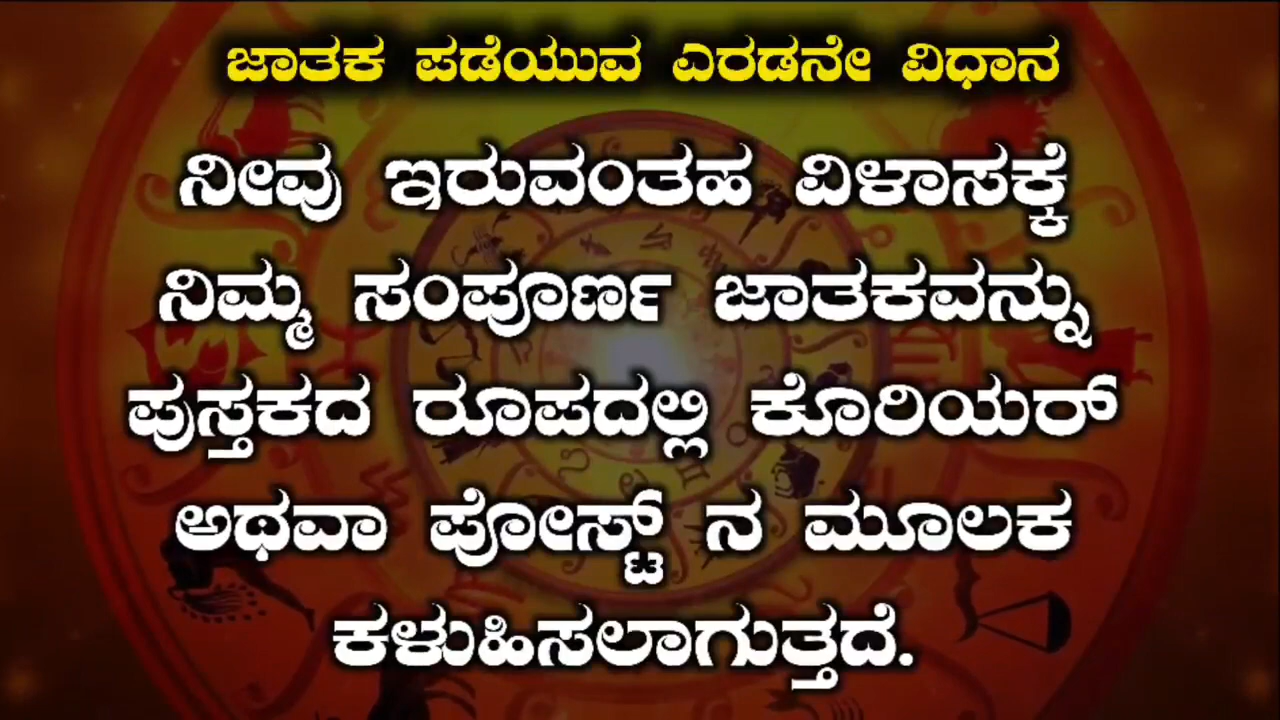 ಜಾತಕ ಪಡೆಯುವ ಎರಡನೇ ವಿಧಾನ
ನೀವು ಇರುವಂತಹ ವಿಳಾಸಕ್ಕೆ
ನಿಮ್ಮ ಸಂಪೂರ್ಣ ಜಾತಕವನ್ನು
ಪುಸ್ತಕದ ರೂಪದಲ್ಲಿ ಕೊರಿಯರ್
ಅಥವಾ ಪೋಸ್ಟ್ ನ ಮೂಲಕ
ಕಳುಹಿಸಲಾಗುತ್ತದೆ.